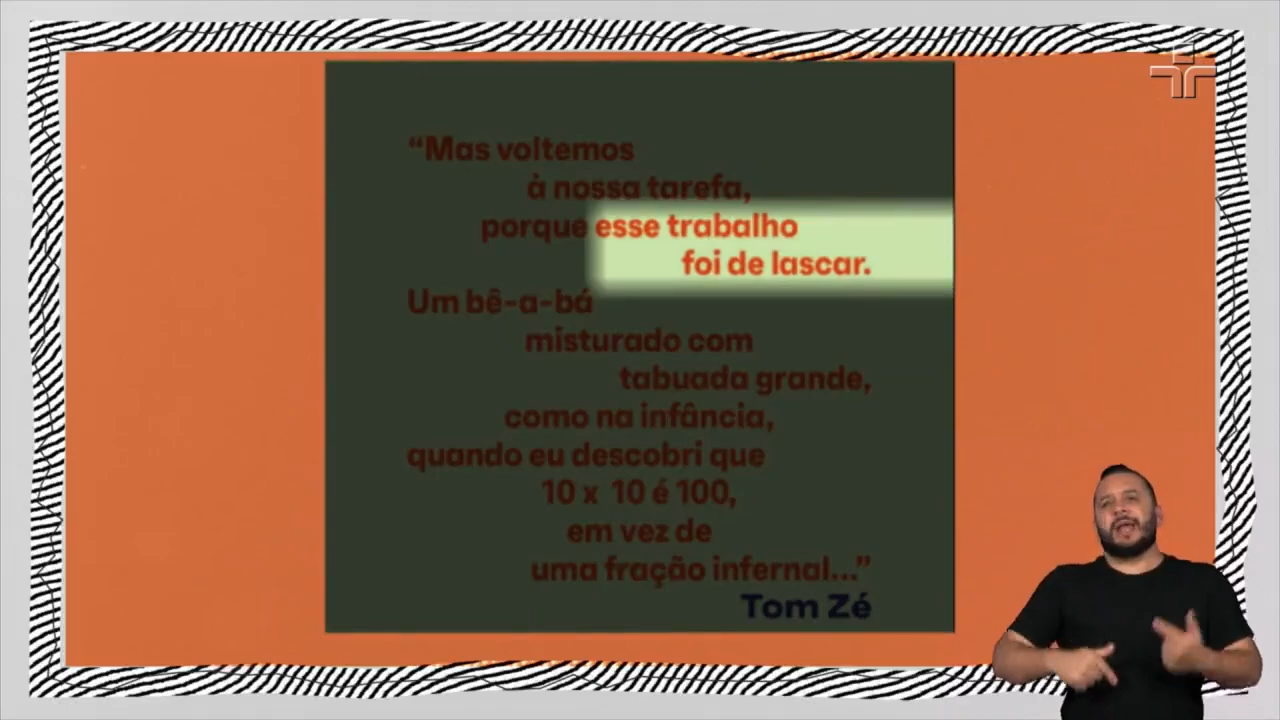 “Mas voltemos
à nossa tarefa,
porque esse trabalho
foi de lascar.
Um bê-a-bá
misturado com
tabuada grande,
como na infância,
quando eu descobri que
10 x 10 é 100,
em vez de
uma fração infernal...”
Tom Zé